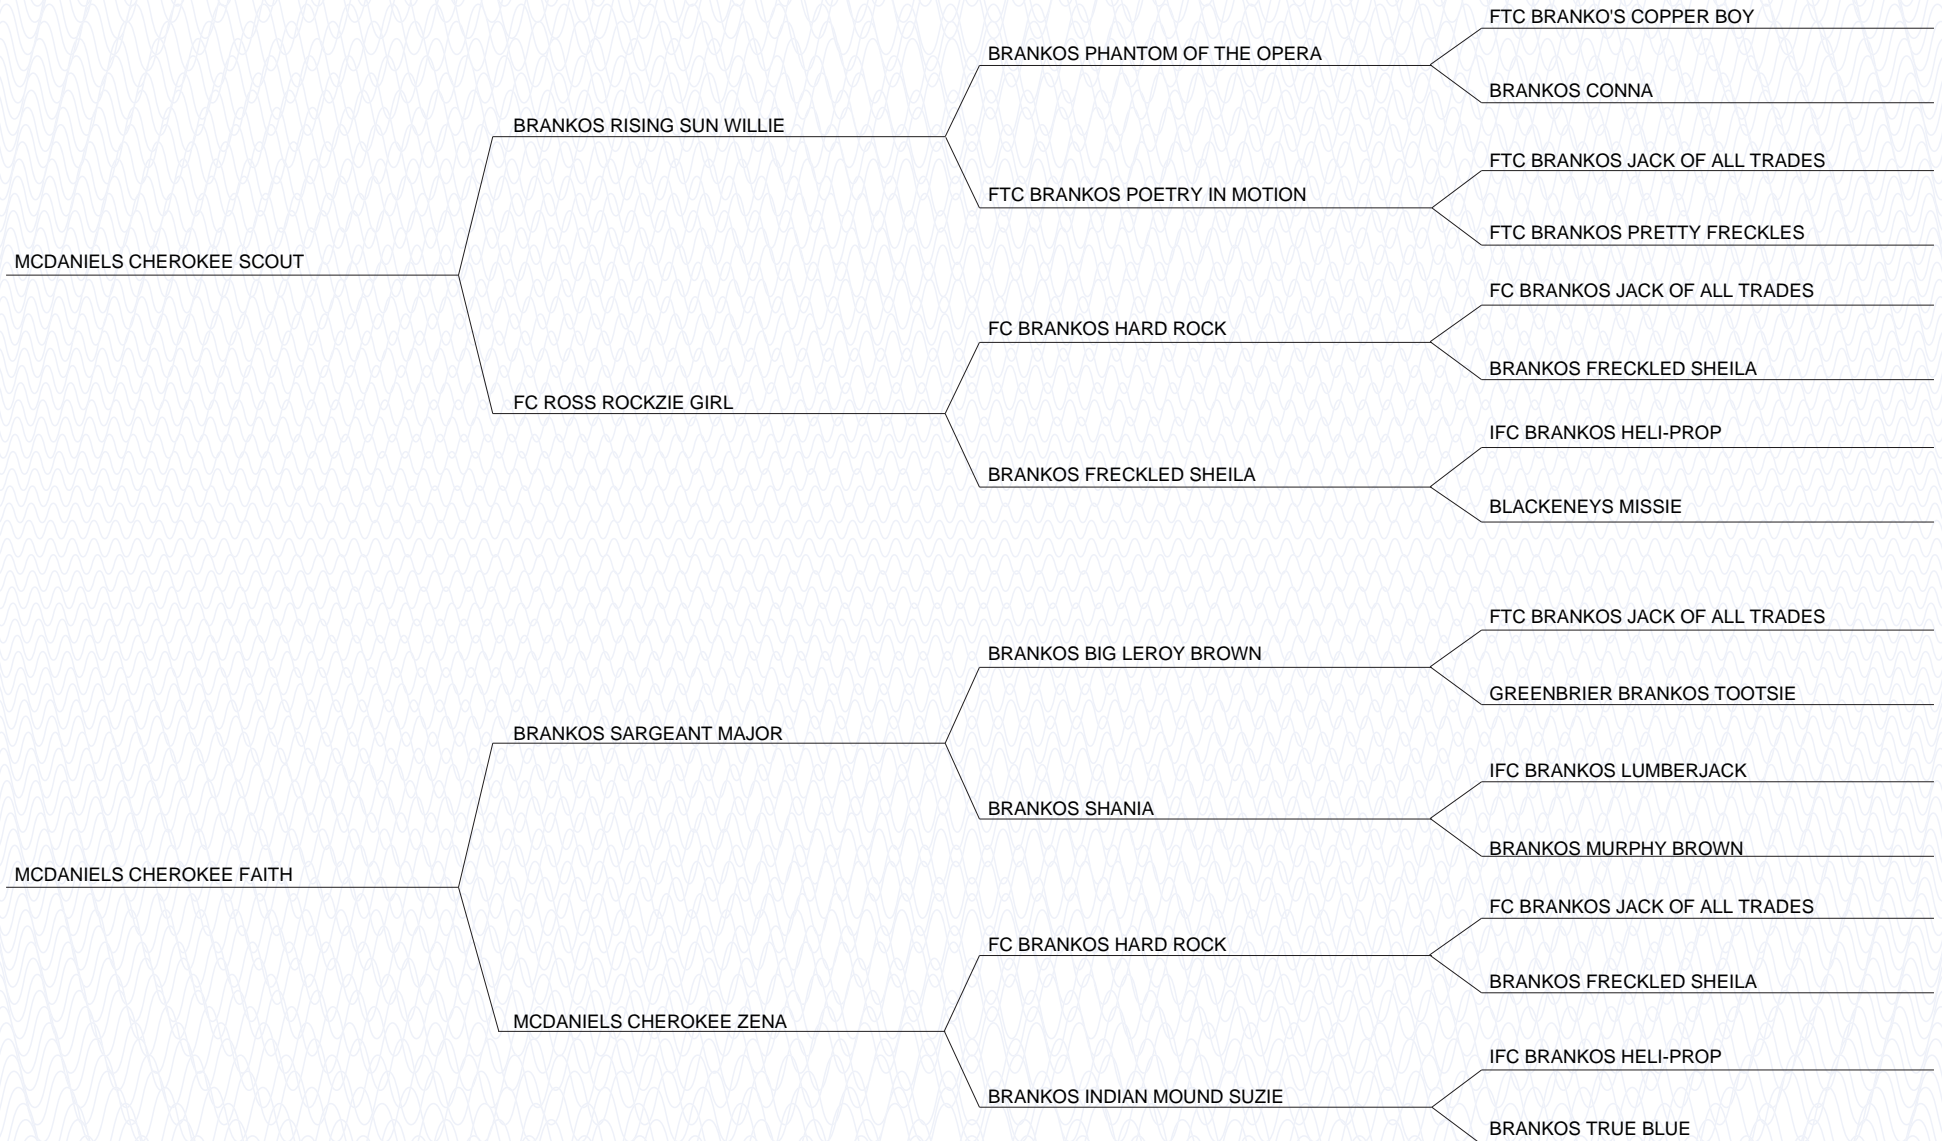 FTC BRANKO'S COPPER BOY
BRANKOS PHANTOM OF THE OPERA
BRANKOS CONNA
BRANKOS RISING SUN WILLIE
FTC BRANKOS JACK OF ALL TRADES
FTC BRANKOS POETRY IN MOTION
FTC BRANKOS PRETTY FRECKLES
MCDANIELS CHEROKEE SCOUT
FC BRANKOS JACK OF ALL TRADES
FC BRANKOS HARD ROCK
BRANKOS FRECKLED SHEILA
FC ROSS ROCKZIE GIRL
IFC BRANKOS HELI-PROP
BRANKOS FRECKLED SHEILA
BLACKENEYS MISSIE
FTC BRANKOS JACK OF ALL TRADES
BRANKOS BIG LEROY BROWN
GREENBRIER BRANKOS TOOTSIE
BRANKOS SARGEANT MAJOR
IFC BRANKOS LUMBERJACK
BRANKOS SHANIA
BRANKOS MURPHY BROWN
MCDANIELS CHEROKEE FAITH
FC BRANKOS JACK OF ALL TRADES
FC BRANKOS HARD ROCK
BRANKOS FRECKLED SHEILA
MCDANIELS CHEROKEE ZENA
IFC BRANKOS HELI-PROP
BRANKOS INDIAN MOUND SUZIE
BRANKOS TRUE BLUE